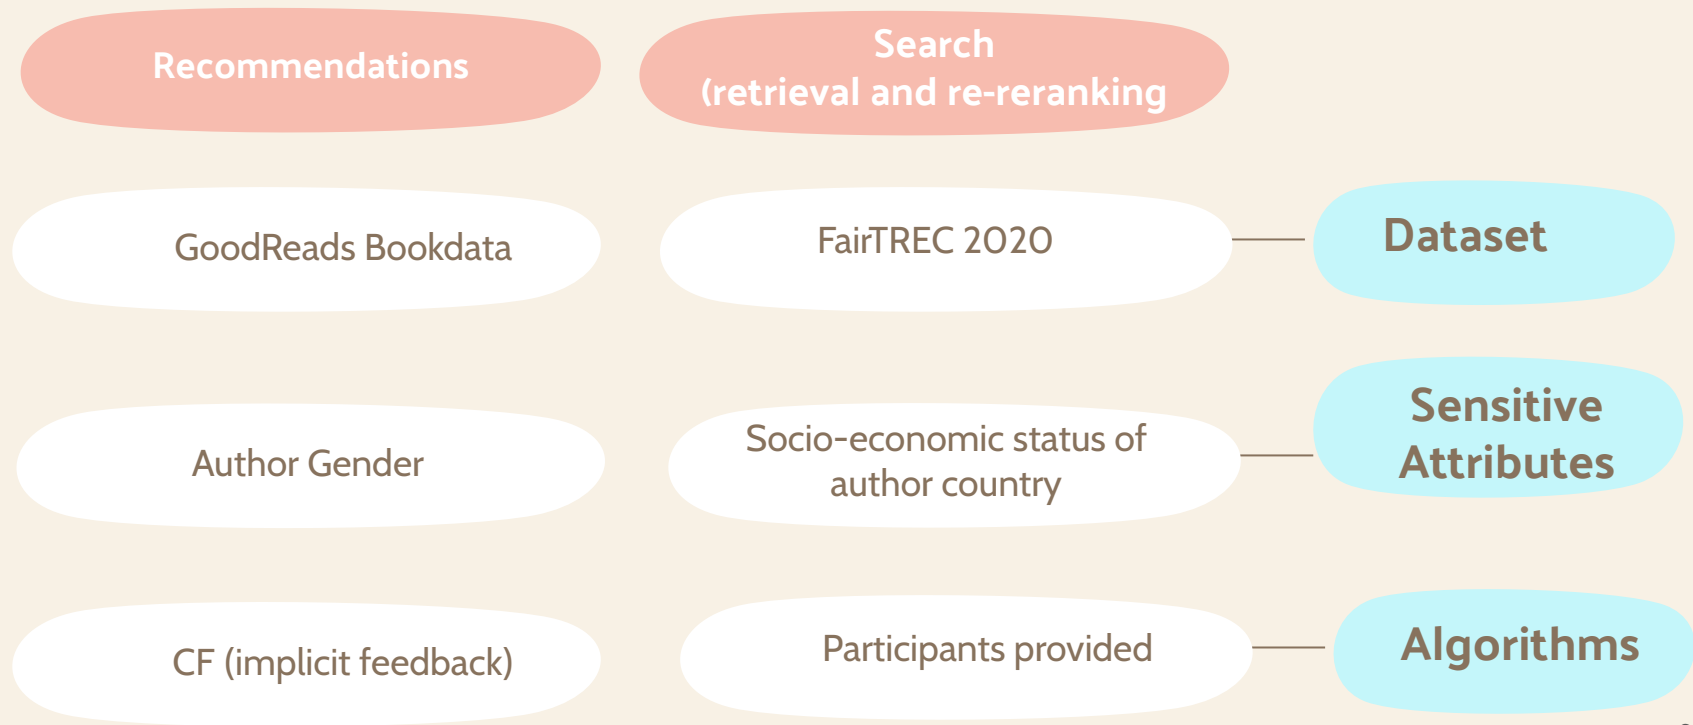 Recommendations
Search
(retrieval and re-reranking
GoodReads Bookdata
FairTREC 2020
Dataset
Author Gender
Socio-economic status of
author country
Sensitive
Attributes
CF (implicit feedback)
Participants provided
Algorithms